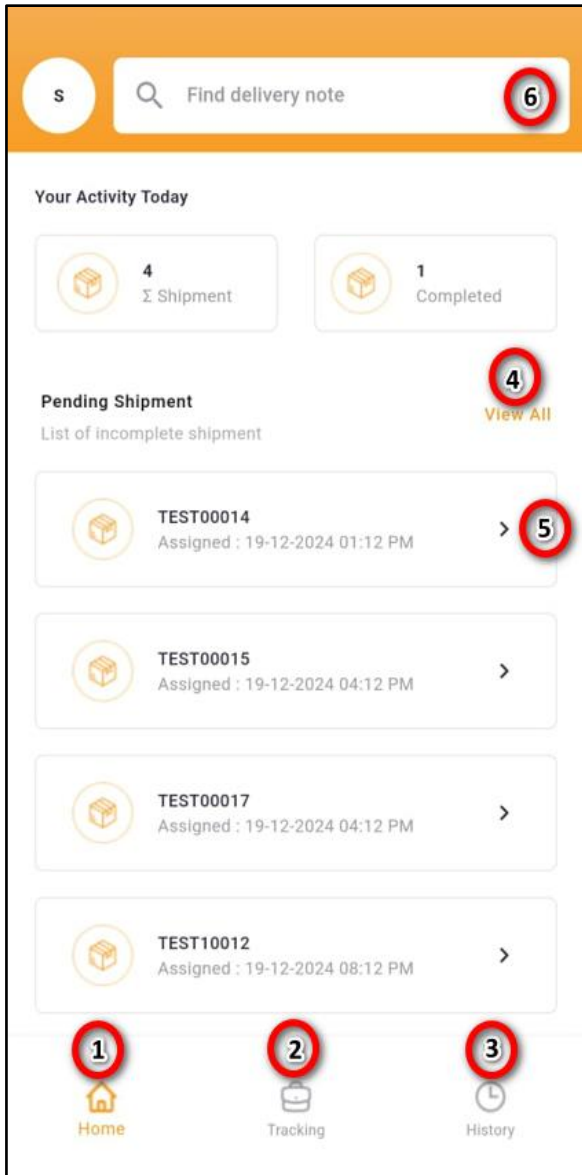 S
Find delivery note
6
Your Activity Today
4
Σ Shipment
1
Completed
4
Pending Shipment
View All
List of incomplete shipment
TEST00014
Assigned : 19-12-2024 01:12 PM
5
TEST00015
Assigned : 19-12-2024 04:12 PM
TEST00017
Assigned : 19-12-2024 04:12 PM
TEST10012
Assigned : 19-12-2024 08:12 PM
1
2
3
Home
Tracking
History